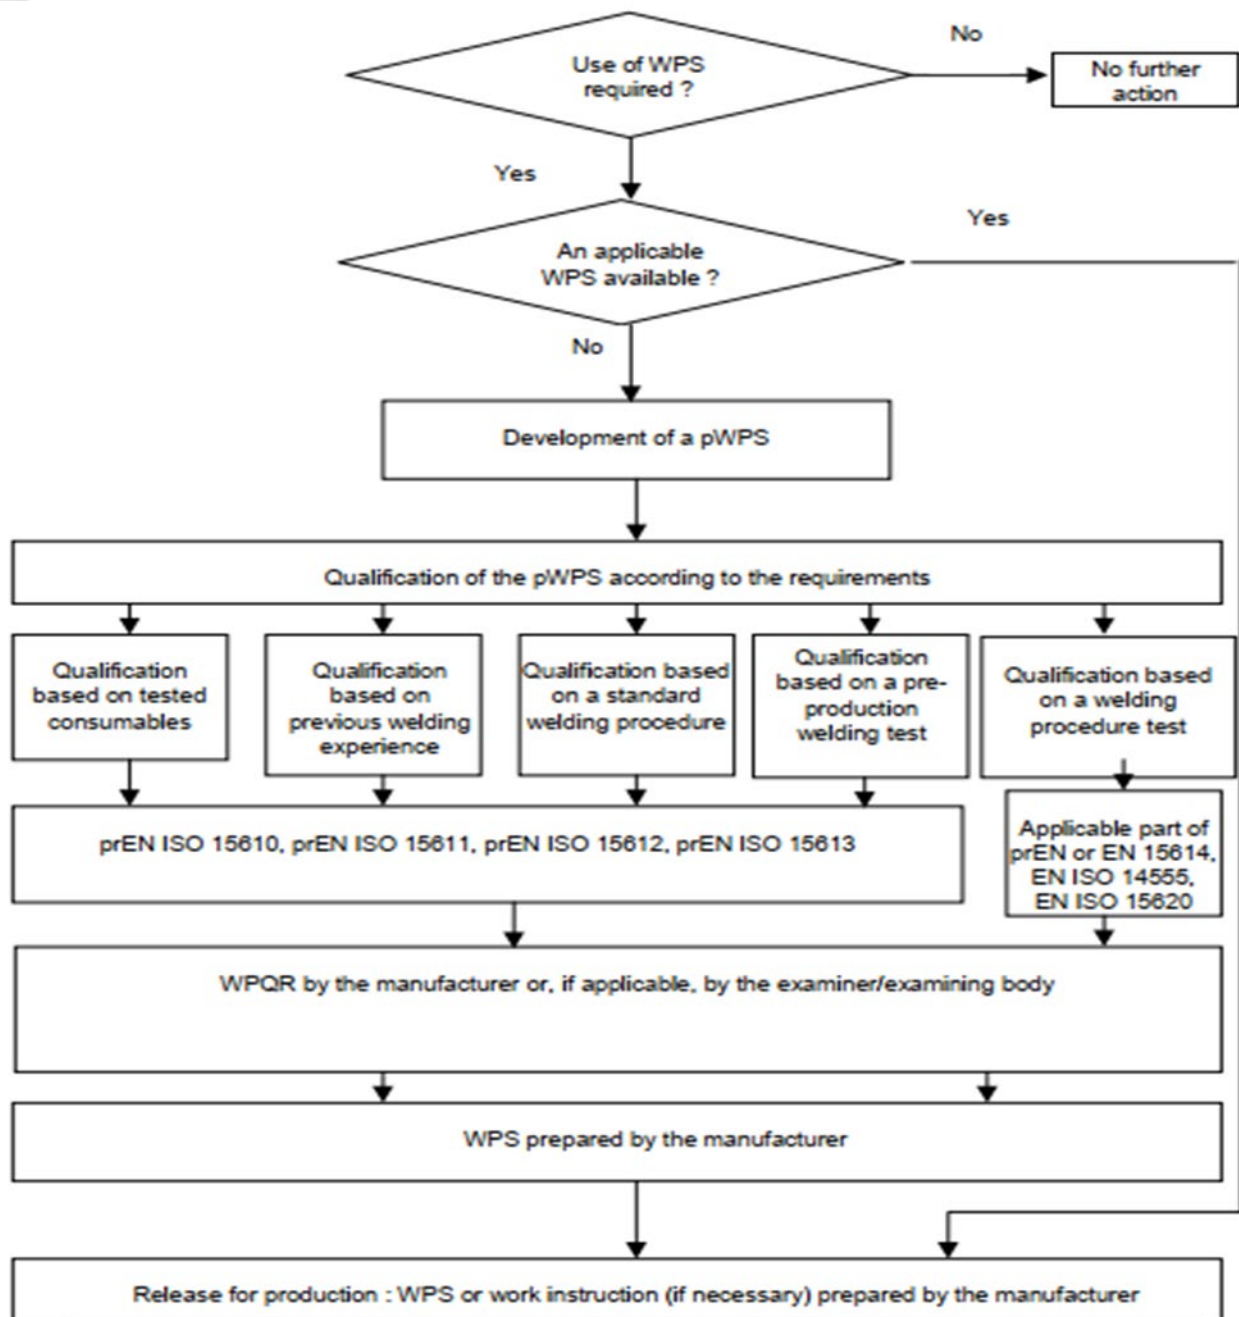 No
Use of WPS
required ?
No further
action
Yes
Yes
An applicable
WPS available ?
No
Development of a pWPS
Qualification of the pWPS according to the requirements
Qualification
based on tested
consumables
Qualification
based on
previous welding
experience
Qualification based
on a standard
welding procedure
Qualification
based on a pre-
production
welding test
Qualification based
on a welding
procedure test
prEN ISO 15610, prEN ISO 15611, prEN ISO 15612, prEN ISO 15613
Applicable part of
prEN or EN 15614,
EN ISO 14555,
EN ISO 15620
WPQR by the manufacturer or, if applicable, by the examiner/examining body
WPS prepared by the manufacturer
Release for production : WPS or work instruction (if necessary) prepared by the manufacturer